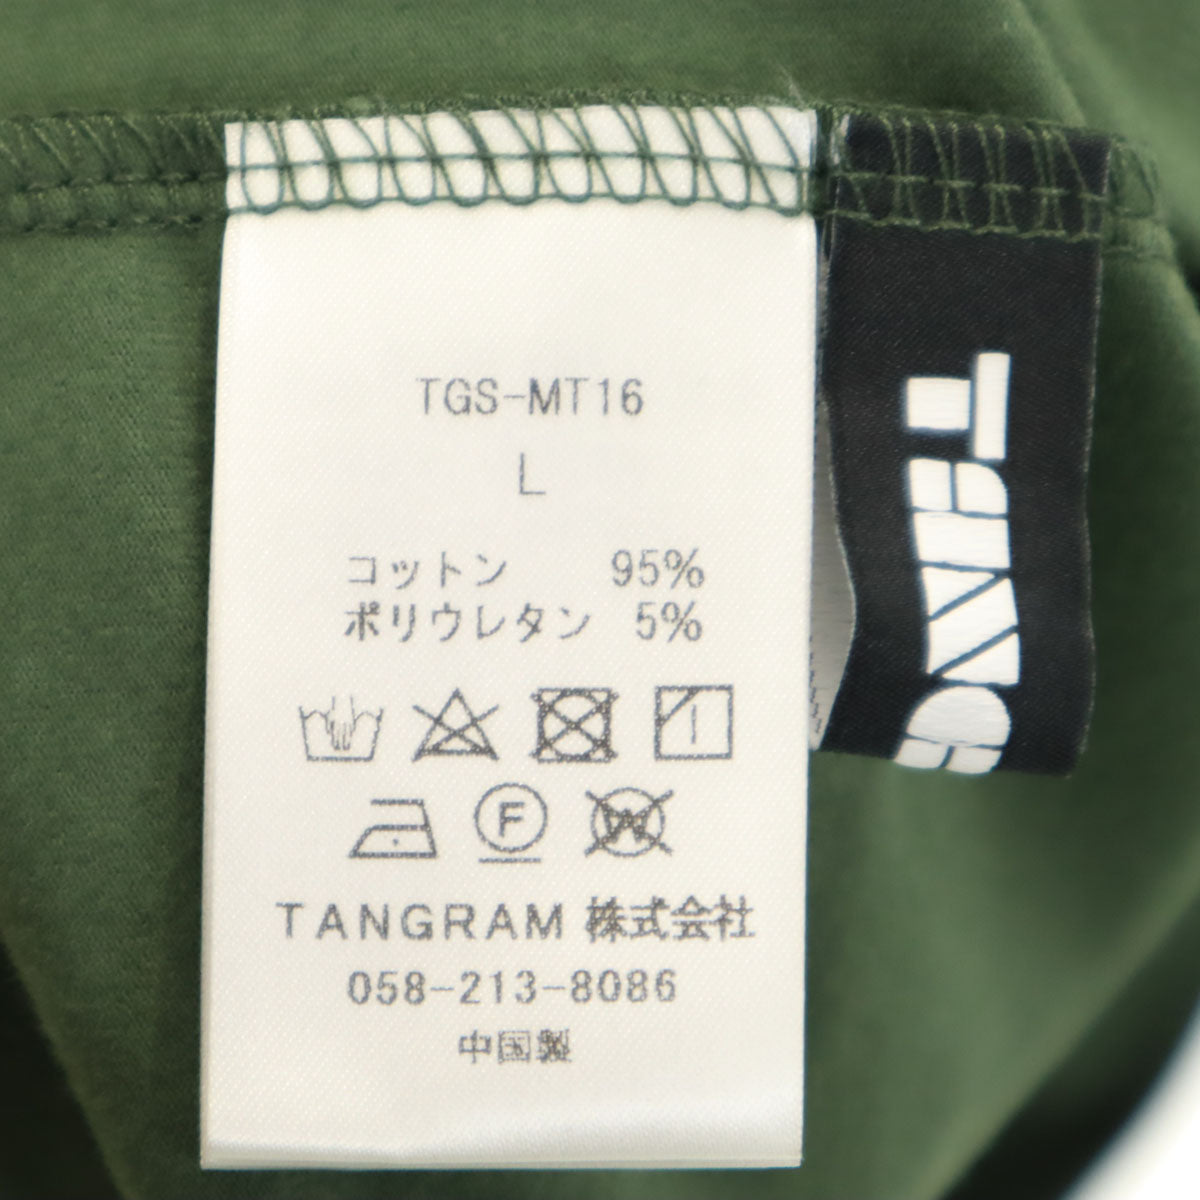 TGS-MT16
L
コットン 95%
ポリウレタン 5%
F
W
TANGRAM 株式会社
058-213-8086
中国製
TANG